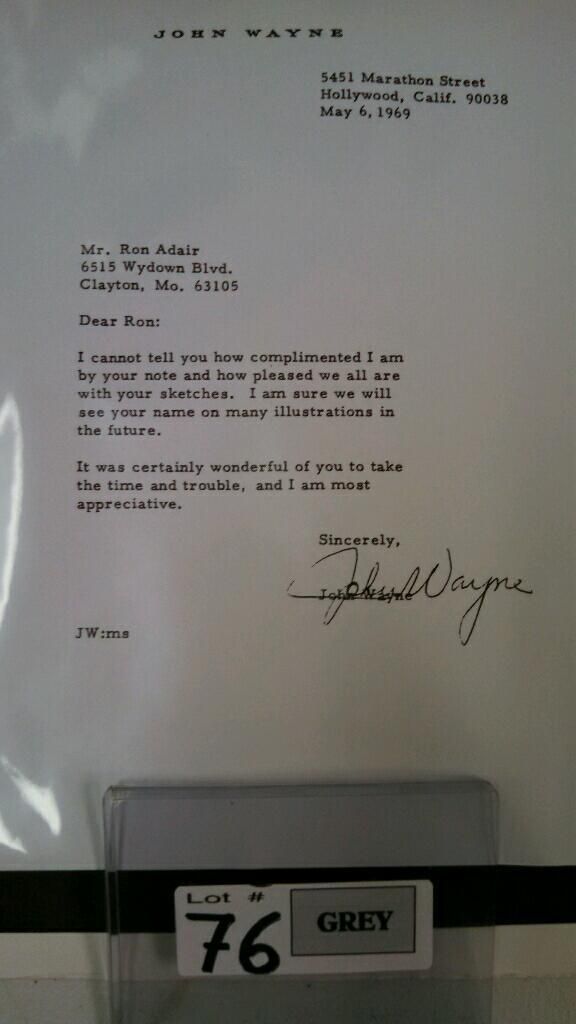 JOHN WAYNE
5451 Marathon Street
Hollywood, Calif. 90038
May 6, 1969
Mr. Ron Adair
6515 Wydown Blvd.
Clayton, Mo. 63105
Dear Ron:
I cannot tell you how complimented I am
by your note and how pleased we all are
with your sketches.  I am sure we will
see your name on many illustrations in
the future.
It was certainly wonderful of you to take
the time and trouble, and I am most
appreciative.
Sincerely,
John Wayne
John Wayne
JW:ms
Lot #
76
GREY